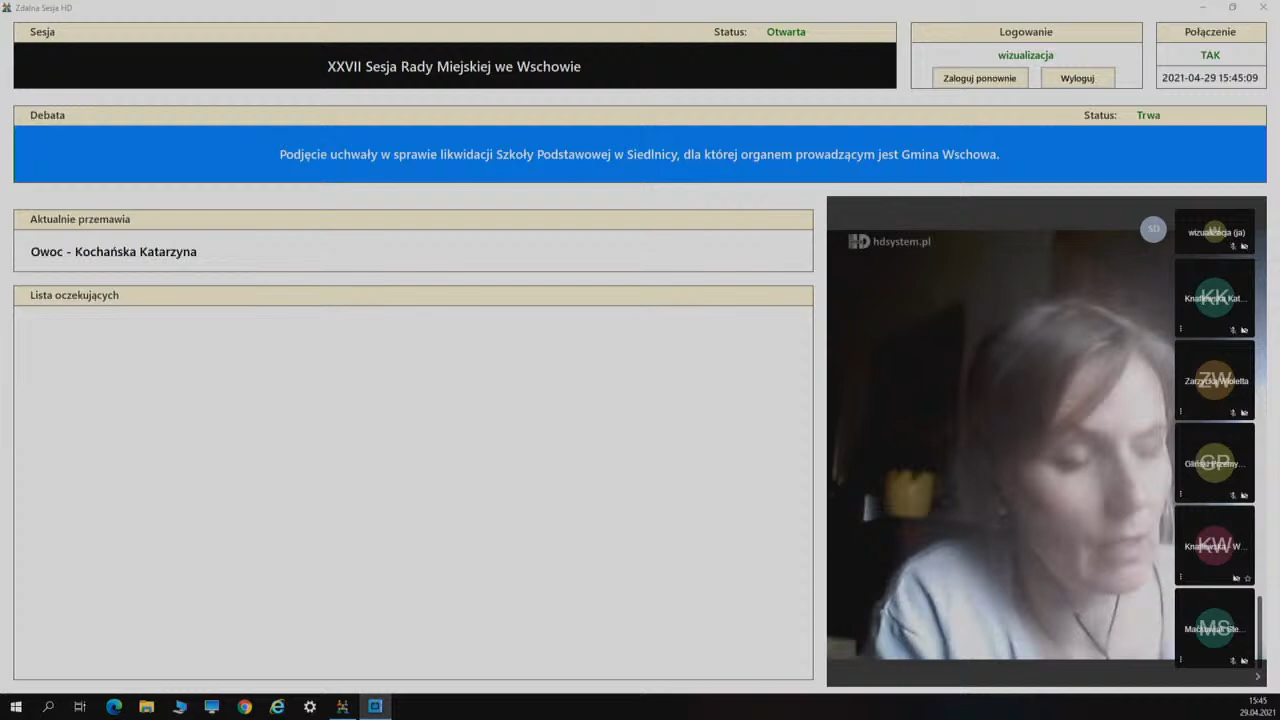 Zdalna Sesja HD
Sesja
Status: Otwarta
XXVII Sesja Rady Miejskiej we Wschowie
Logowanie
wizualizacja
Zaloguj ponownie
Wyloguj
Połączenie
TAK
2021-04-29 15:45:09
Debata
Status: Trwa
Podjęcie uchwały w sprawie likwidacji Szkoły Podstawowej w Siedlnicy, dla której organem prowadzącym jest Gmina Wschowa.
Aktualnie przemawia
Owoc - Kochańska Katarzyna
Lista oczekujących
HD hdsystem.pl
SD
wizualizacja (ja)
KK
ZW
Zarzycka Wioletta
GP
KW
MS
15:45
29.04.2021